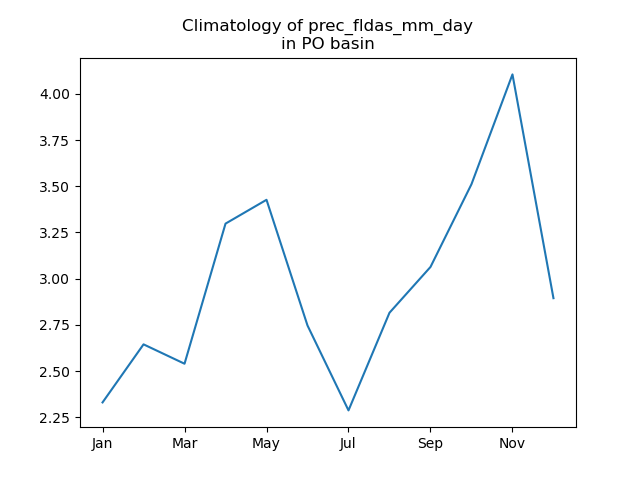 Climatology of prec_fldas_mm_day
in PO basin
4.00
3.75
3.50
3.25
3.00
2.75
2.50
2.25
Jan Mar May Jul Sep Nov